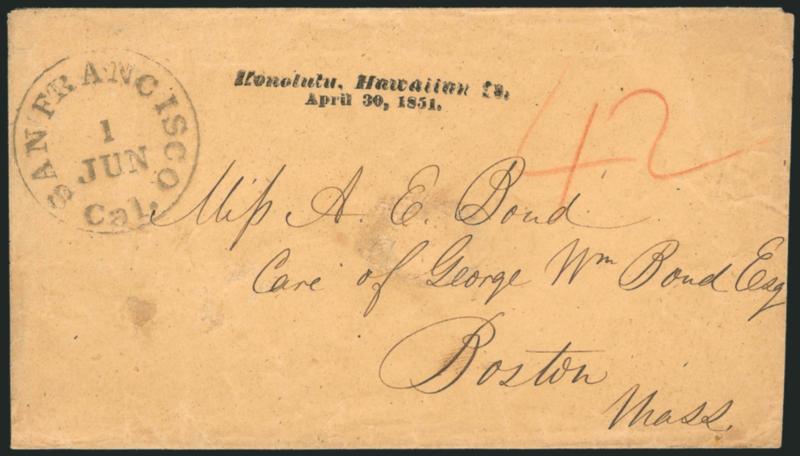 SAN FRANCISCO
1
JUN
Cal.
Honolulu, Hawaiian Is.
April 30, 1851.
42
Miſs A. E. Bond
Care of George Wm Bond Esq
Boston
Mass.